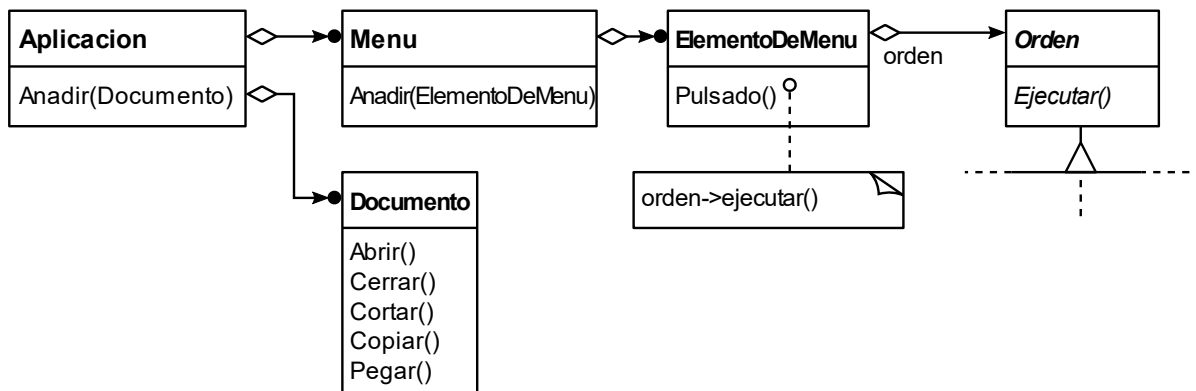 Aplicacion
Anadir(Documento)
Menu
Anadir(ElementoDeMenu)
ElementoDeMenu
Pulsado()
orden
Orden
Ejecutar()
orden->ejecutar()
Documento
Abrir()
Cerrar()
Cortar()
Copiar()
Pegar()